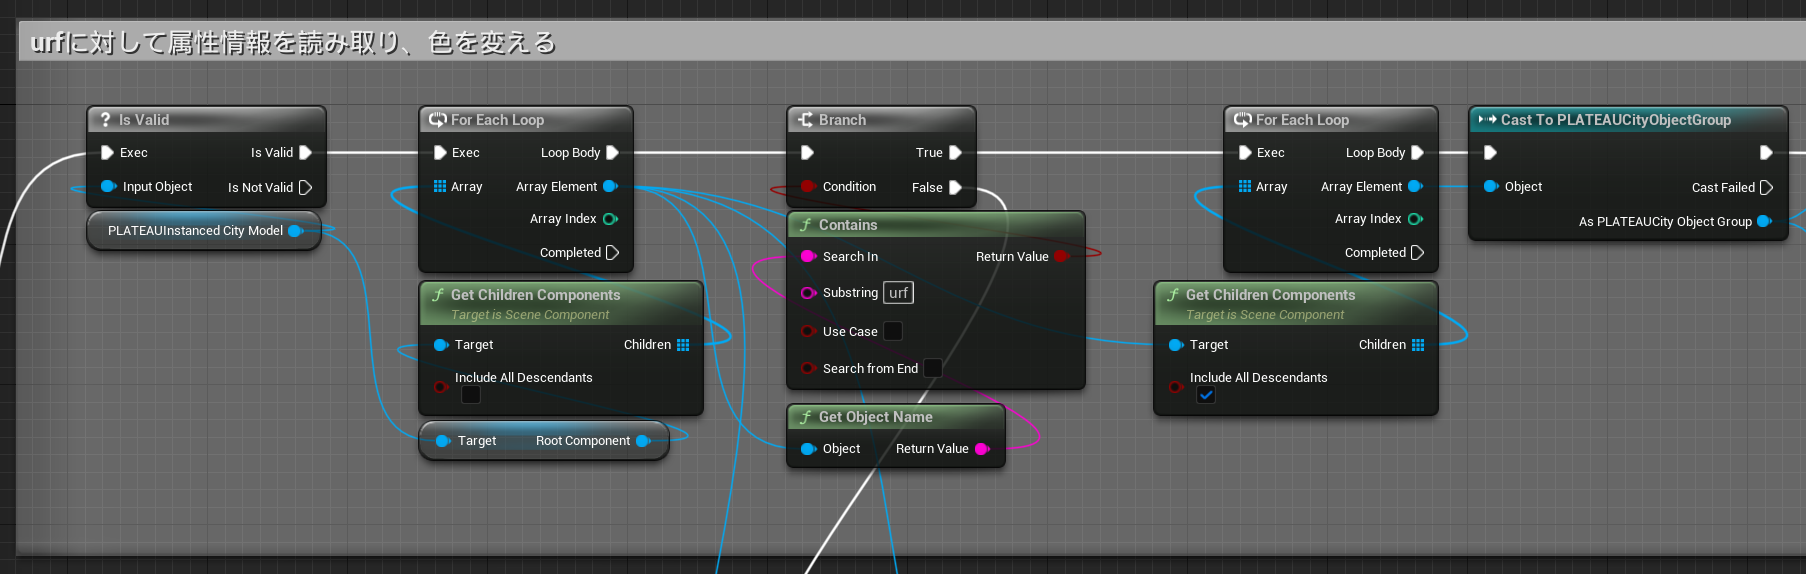 urfに対して属性情報を読み取り、色を変える
Is Valid
Exec
Is Valid
Input Object
Is Not Valid
PLATEAUInstanced City Model
For Each Loop
Exec
Loop Body
Array
Array Element
Array Index
Completed
Get Children Components
Target is Scene Component
Target
Children
Include All Descendants
Target
Root Component
Branch
True
Condition
False
Contains
Search In
Return Value
Substring
urf
Use Case
Search from End
Get Object Name
Object
Return Value
For Each Loop
Exec
Loop Body
Array
Array Element
Array Index
Completed
Get Children Components
Target is Scene Component
Target
Children
Include All Descendants
Cast To PLATEAUCityObjectGroup
Object
Cast Failed
As PLATEAUCity Object Group